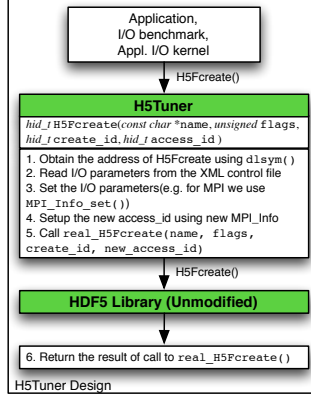 Application,
I/O benchmark,
Appl. I/O kernel
H5Fcreate()
H5Tuner
hid_t H5Fcreate(const char *name, unsigned flags,
hid_t create_id, hid_t access_id )
1. Obtain the address of H5Fcreate using dlsym()
2. Read I/O parameters from the XML control file
3. Set the I/O parameters(e.g. for MPI we use
MPI_Info_set())
4. Setup the new access_id using new MPI_Info
5. Call real_H5Fcreate(name, flags,
create_id, new_access_id)
H5Fcreate()
HDF5 Library (Unmodified)
6. Return the result of call to real_H5Fcreate()
H5Tuner Design